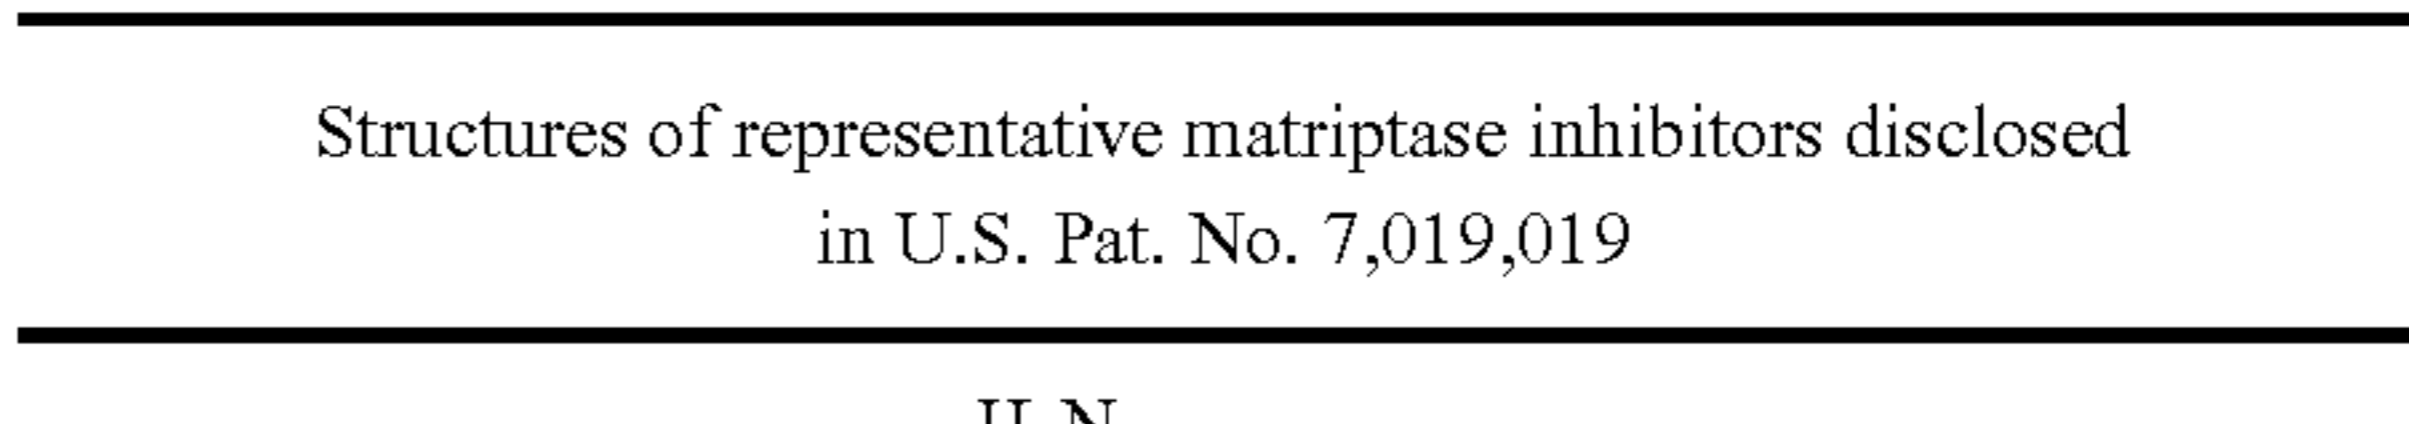 Structures of representative matriptase inhibitors disclosed
in U.S. Pat. No. 7,019,019